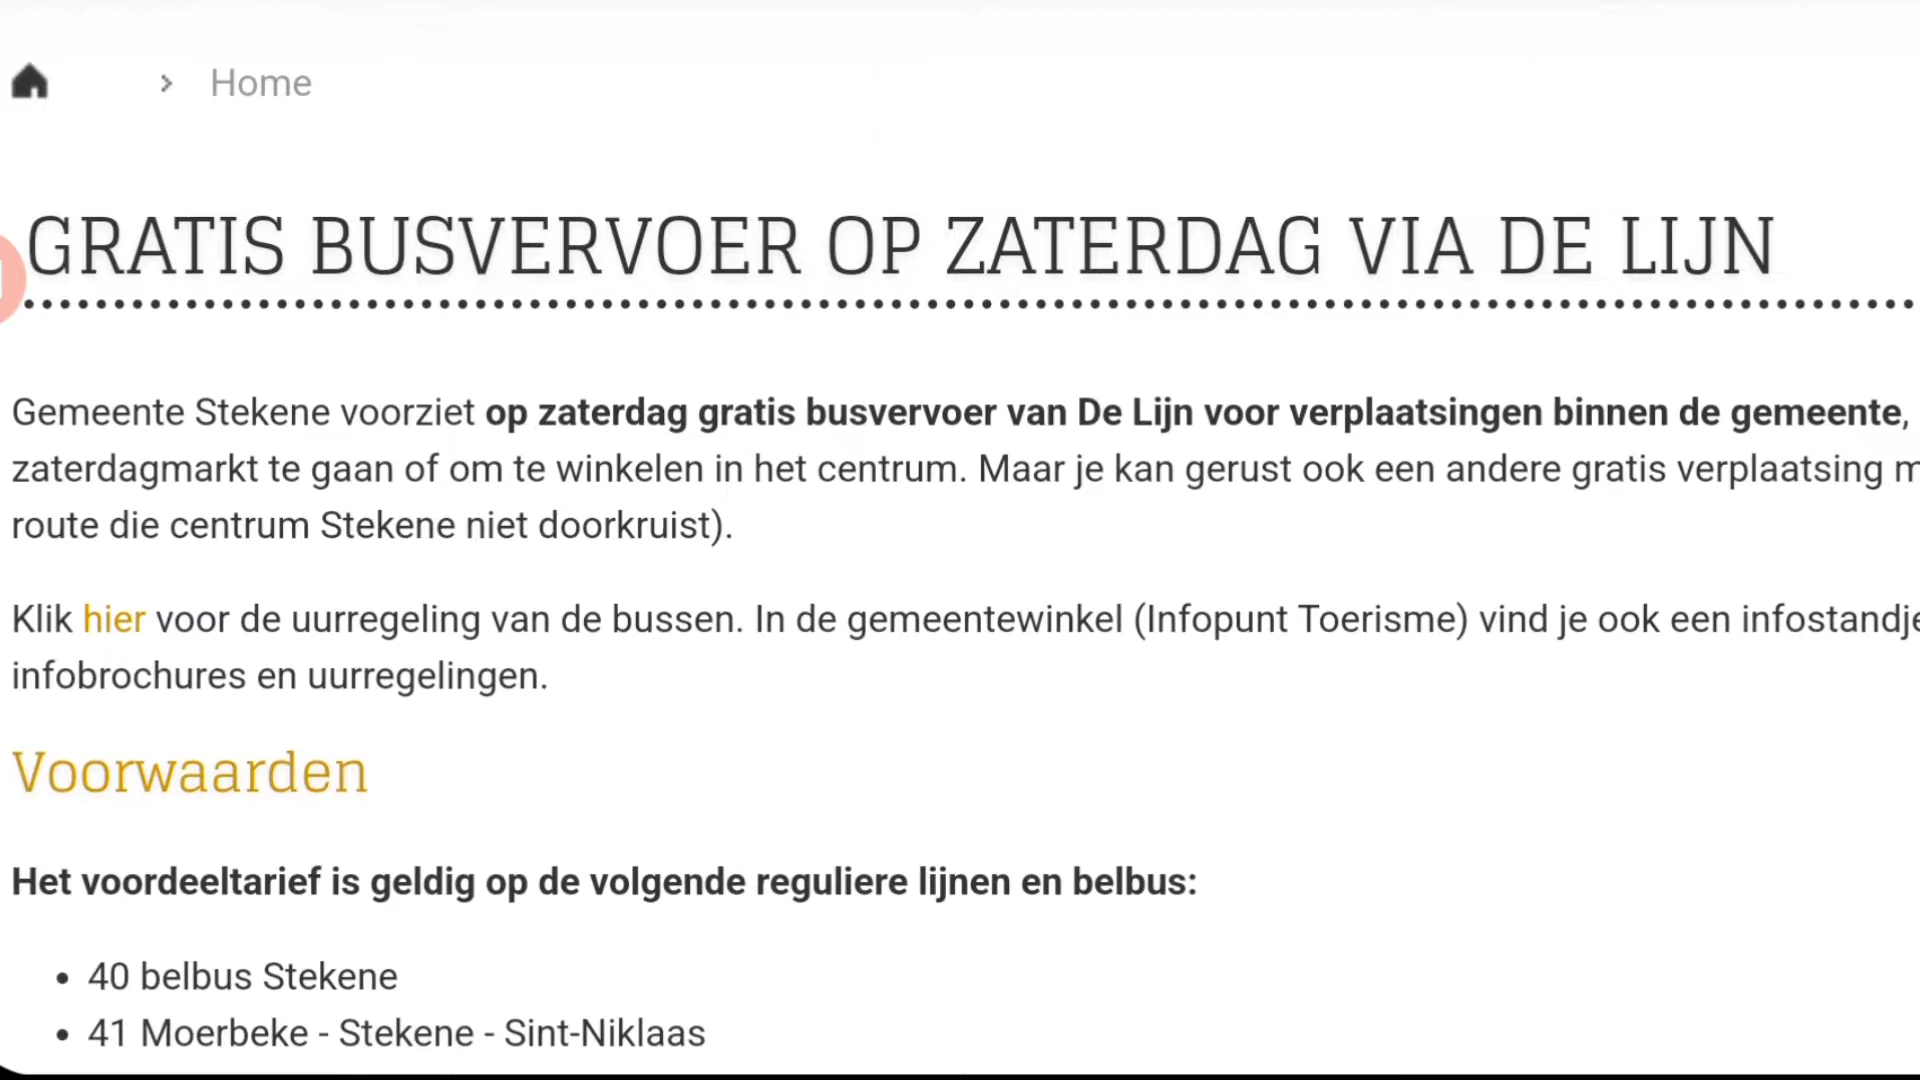 Home
GRATIS BUSVERVOER OP ZATERDAG VIA DE LIJN
Gemeente Stekene voorziet op zaterdag gratis busvervoer van De Lijn voor verplaatsingen binnen de gemeente,
zaterdagmarkt te gaan of om te winkelen in het centrum. Maar je kan gerust ook een andere gratis verplaatsing
route die centrum Stekene niet doorkruist).
Klik hier voor de uurregeling van de bussen. In de gemeentewinkel (Infopunt Toerisme) vind je ook een infostandje
infobrochures en uurregelingen.
Voorwaarden
Het voordeeltarief is geldig op de volgende reguliere lijnen en belbus:
• 40 belbus Stekene
• 41 Moerbeke - Stekene - Sint-Niklaas